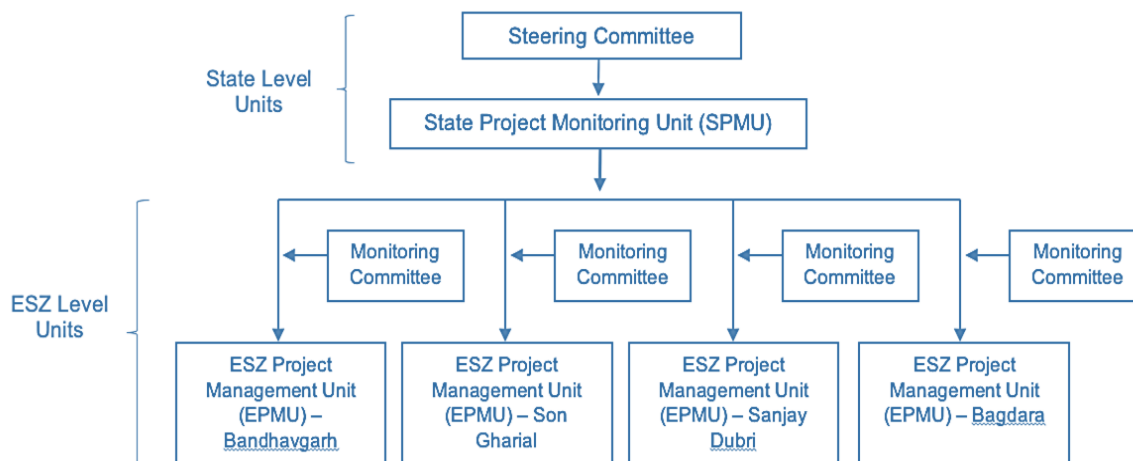 Steering Committee
State Level
Units
State Project Monitoring Unit (SPMU)
Monitoring
Committee
Monitoring
Committee
Monitoring
Committee
Monitoring
Committee
ESZ Level
Units
ESZ Project
Management Unit
(EPMU) –
Bandhavgarh
ESZ Project
Management Unit
(EPMU) – Son
Gharial
ESZ Project
Management Unit
(EPMU) – Sanjay
Dubri
ESZ Project
Management Unit
(EPMU) – Bagdara